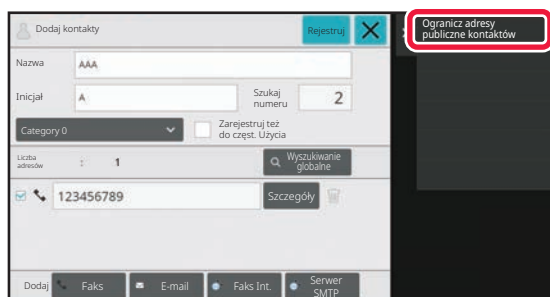 Dodaj kontakty
Rejestruj
Ogranicz adresy
publiczne kontaktów
Nazwa
AAA
Inicjał
A
Szukaj
numeru
2
Category 0
Zarejestruj też
do częst. Użycia
Liczba
adresów
:
1
Wyszukiwanie
globalne
123456789
Szczegóły
Dodaj
Faks
E-mail
Faks Int.
Serwer
SMTP